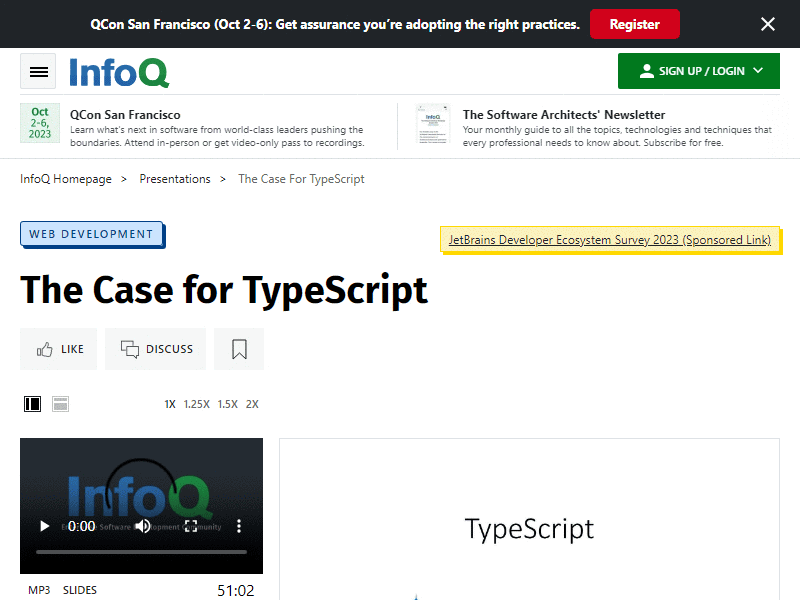 QCon San Francisco (Oct 2-6): Get assurance you're adopting the right practices. Register
InfoQ
SIGN UP / LOGIN
Oct
2-6,
2023
QCon San Francisco
Learn what's next in software from world-class leaders pushing the
boundaries. Attend in-person or get video-only pass to recordings.
The Software Architects' Newsletter
Your monthly guide to all the topics, technologies and techniques that
every professional needs to know about. Subscribe for free.
InfoQ Homepage > Presentations > The Case For TypeScript
WEB DEVELOPMENT
JetBrains Developer Ecosystem Survey 2023 (Sponsored Link)
The Case for TypeScript
LIKE DISCUSS
1X 1.25X 1.5X 2X
InfoQ
0:00
TypeScript
MP3 SLIDES 51:02